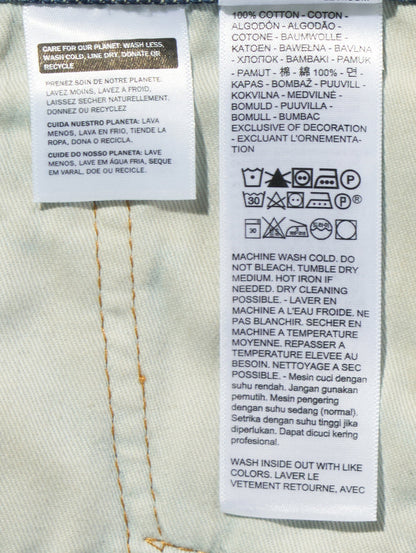 CARE FOR OUR PLANET: WASH LESS,
WASH COLD, LINE DRY, DONATE OR
RECYCLE
PRENEZ SOIN DE NOTRE PLANÈTE:
LAVEZ MOINS, LAVEZ A FROID,
LAISSEZ SECHER NATURELLEMENT,
DONNEZ OU RECYCLEZ
CUIDA NUESTRO PLANETA: LAVA
MENOS, LAVA EN FRIO, TIENDE LA
ROPA, DONA O RECICLA.
CUIDE DO NOSSO PLANETA: LAVE
MENOS, LAVE EM ÁGUA FRIA, SEQUE
EM VARAL, DOE OU RECICLE.
100% COTTON - COTON -
ALGODÓN - ALGODÃO -
COTONE - BAUMWOLLE -
KATOEN - BAWEŁNA - BAVLNA
- ХЛОПОК - BAMBAKI - PAMUK
- PAMUT - 棉 - 綿 100% - 면 -
KAPAS - BOMBAŽ - PUUVILL -
KOKVILNA - MEDVILNĖ -
BOMULD - PUUVILLA -
BOMULL - BUMBAC
EXCLUSIVE OF DECORATION
- EXCLUANT L'ORNEMENTA-
TION
P
30 P®
30
MACHINE WASH COLD. DO
NOT BLEACH. TUMBLE DRY
MEDIUM. HOT IRON IF
NEEDED. DRY CLEANING
POSSIBLE. - LAVER EN
MACHINE A L'EAU FROIDE. NE
PAS BLANCHIR. SECHER EN
MACHINE A TEMPERATURE
MOYENNE. REPASSER A
TEMPERATURE ELEVEE AU
BESOIN. NETTOYAGE A SEC
POSSIBLE. - Mesin cuci dengan
suhu rendah. Jangan gunakan
pemutih. Mesin pengering
dengan suhu sedang (normal).
Setrika dengan suhu tinggi jika
diperlukan. Dapat dicuci kering
profesional.
WASH INSIDE OUT WITH LIKE
COLORS. LAVER LE
VETEMENT RETOURNE, AVEC